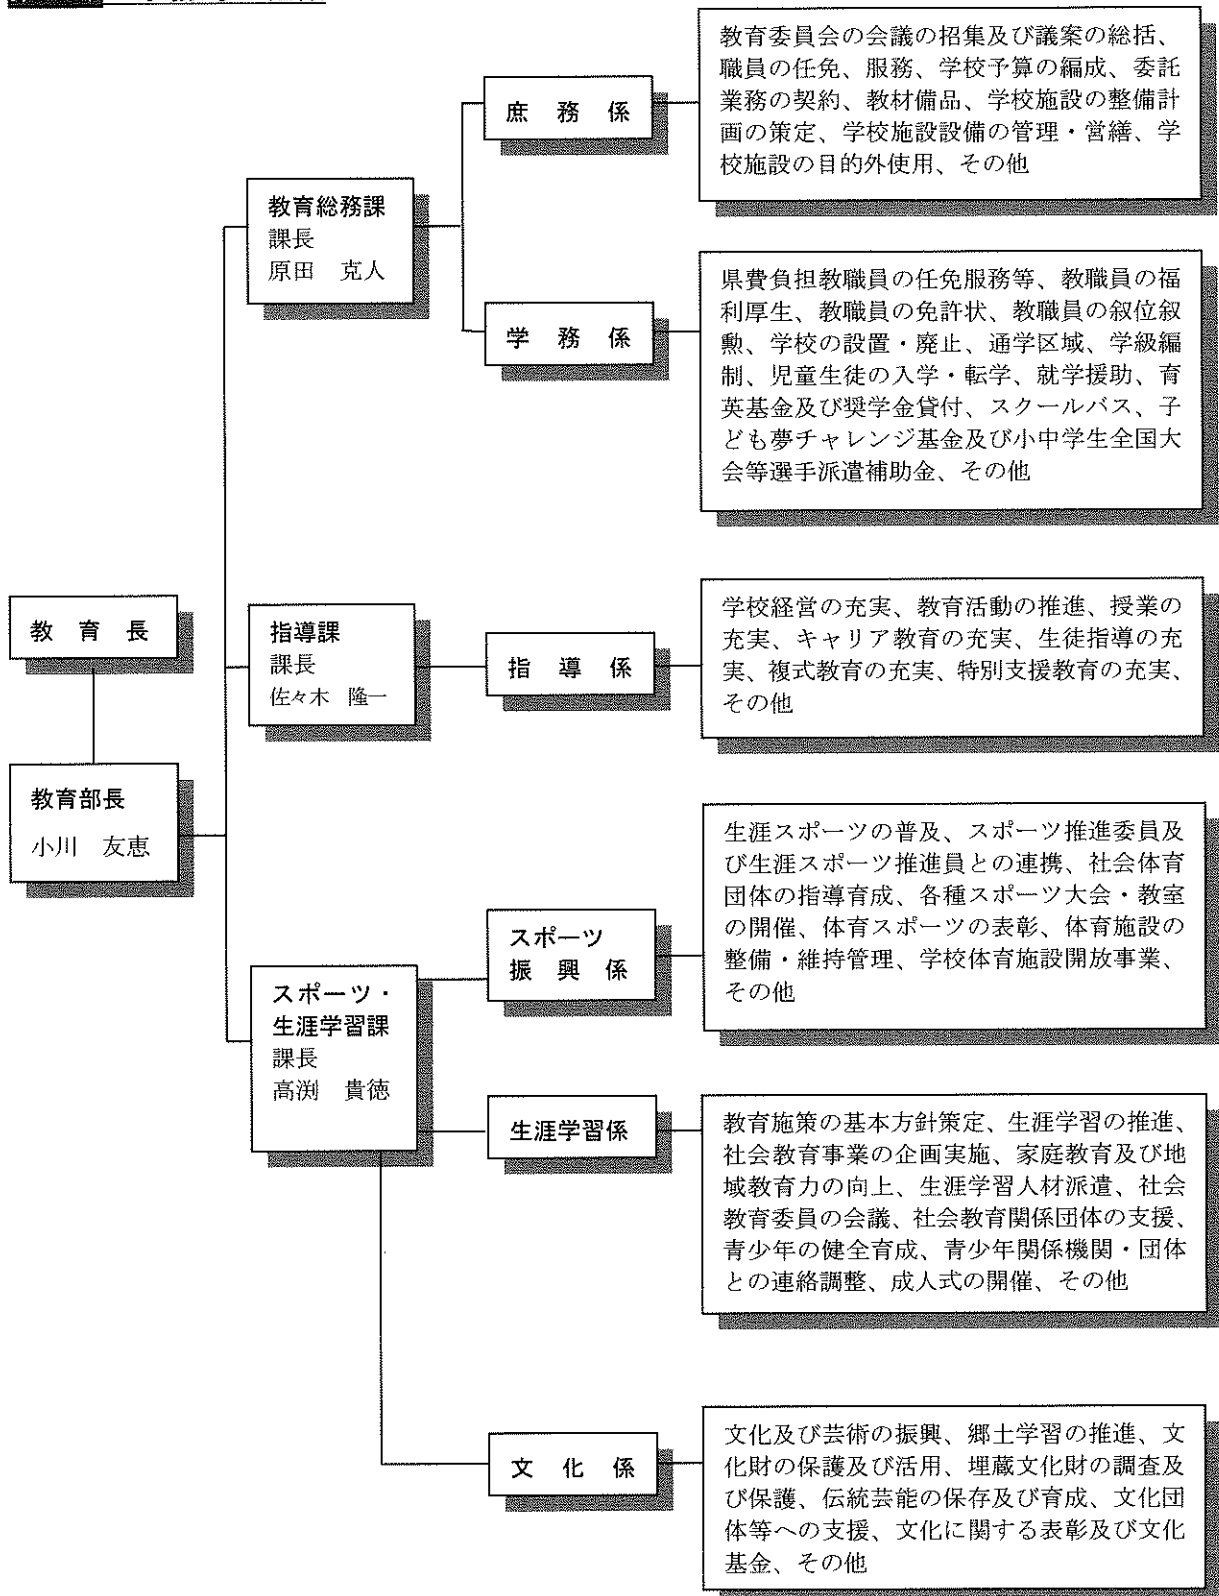 教育委員会の会議の招集及び議案の総括、
職員の任免、服務、学校予算の編成、委託
業務の契約、教材備品、学校施設の整備計
画の策定、学校施設設備の管理・営繕、学
校施設の目的外使用、その他
庶務係
教育総務課
課長
原田 克人
県費負担教職員の任免服務等、教職員の福
利厚生、教職員の免許状、教職員の叙位叙
勲、学校の設置・廃止、通学区域、学級編
制、児童生徒の入学・転学、就学援助、育
英基金及び奨学金貸付、スクールバス、子
ども夢チャレンジ基金及び小中学生全国大
会等選手派遣補助金、その他
学務係
教育長
指導課
課長
佐々木 隆一
指導係
学校経営の充実、教育活動の推進、授業の
充実、キャリア教育の充実、生徒指導の充
実、複式教育の充実、特別支援教育の充実、
その他
教育部長
小川 友恵
スポーツ
振興係
生涯スポーツの普及、スポーツ推進委員及
び生涯スポーツ推進員との連携、社会体育
団体の指導育成、各種スポーツ大会・教室
の開催、体育スポーツの表彰、体育施設の
整備・維持管理、学校体育施設開放事業、
その他
スポーツ・
生涯学習課
課長
高渕 貴徳
生涯学習係
教育施策の基本方針策定、生涯学習の推進、
社会教育事業の企画実施、家庭教育及び地
域教育力の向上、生涯学習人材派遣、社会
教育委員の会議、社会教育関係団体の支援、
青少年の健全育成、青少年関係機関・団体
との連絡調整、成人式の開催、その他
文化係
文化及び芸術の振興、郷土学習の推進、文
化財の保護及び活用、埋蔵文化財の調査及
び保護、伝統芸能の保存及び育成、文化団
体等への支援、文化に関する表彰及び文化
基金、その他